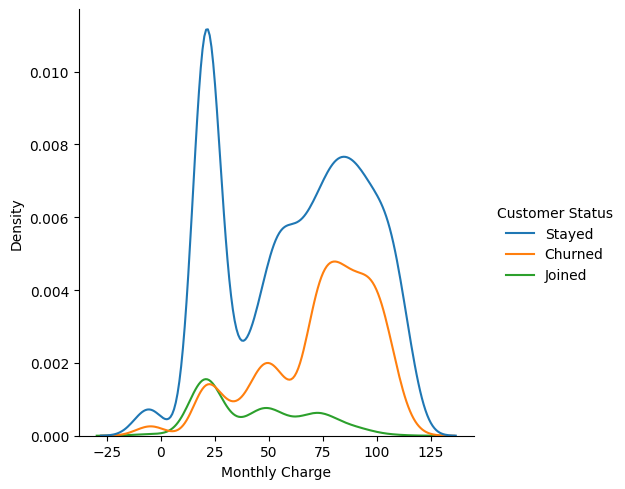 0.010
0.008
0.006
0.004
0.002
0.000
Density
−25
0
25
50
75
100
125
Monthly Charge
Customer Status
Stayed
Churned
Joined